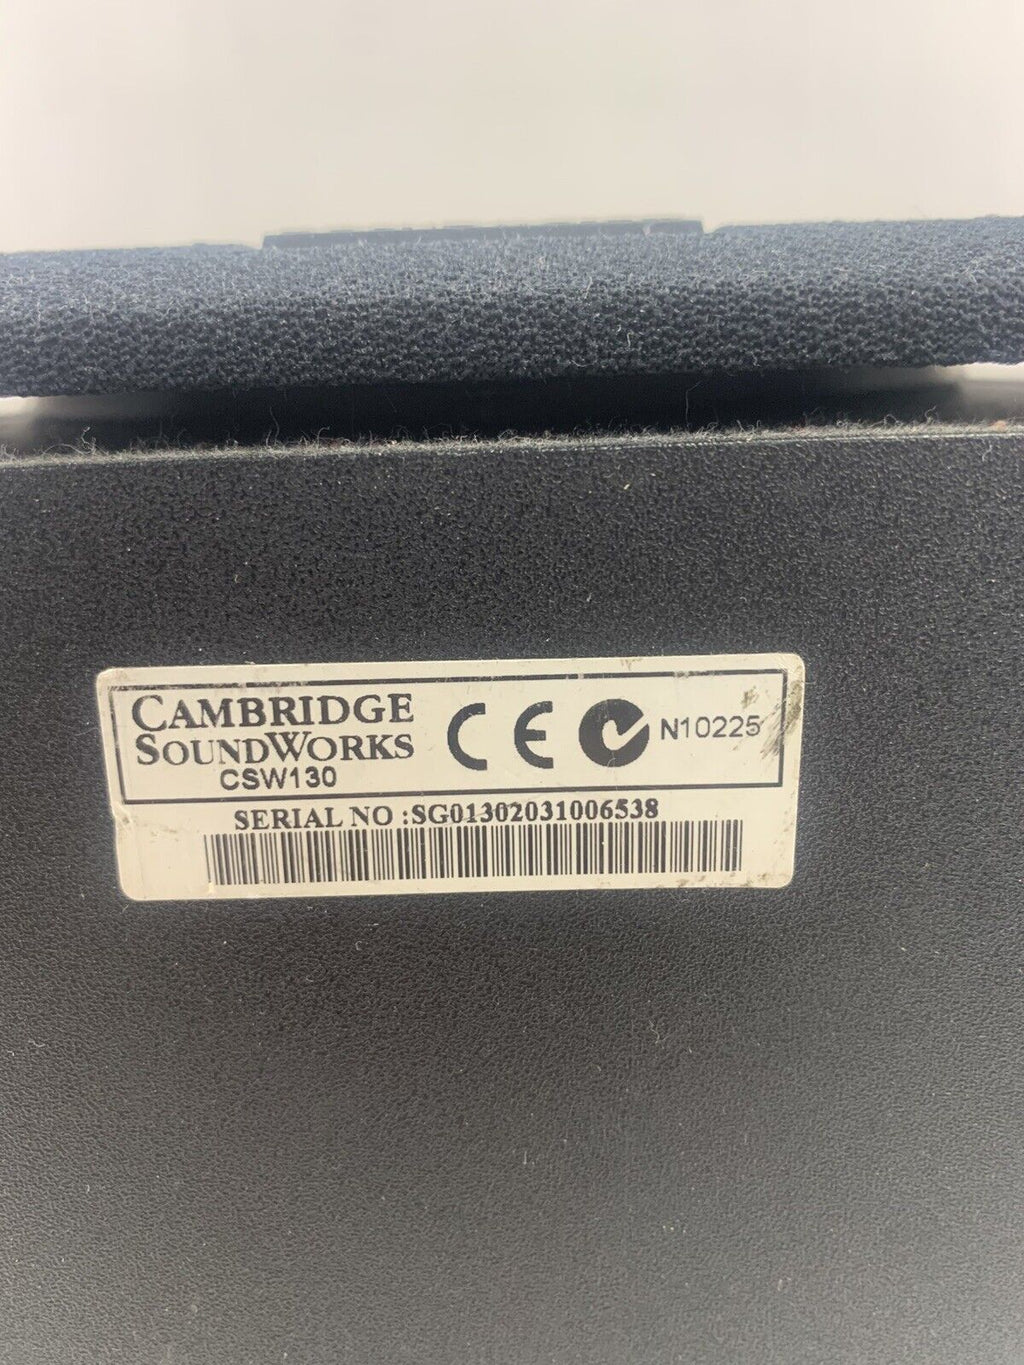 CAMBRIDGE
SOUNDWORKS
CSW130
CE
N10225
SERIAL NO :SG01302031006538